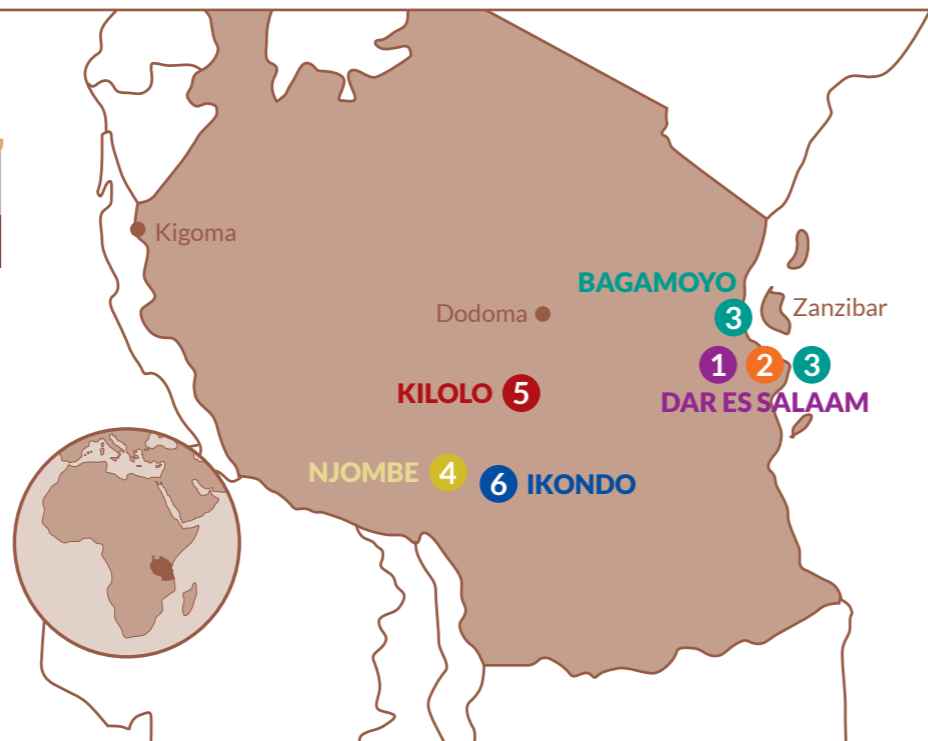 Kigoma
BAGAMOYO
3
Zanzibar
Dodoma
1 2 3
DAR ES SALAAM
KILOLO 5
NJOMBE 4
6 IKONDO